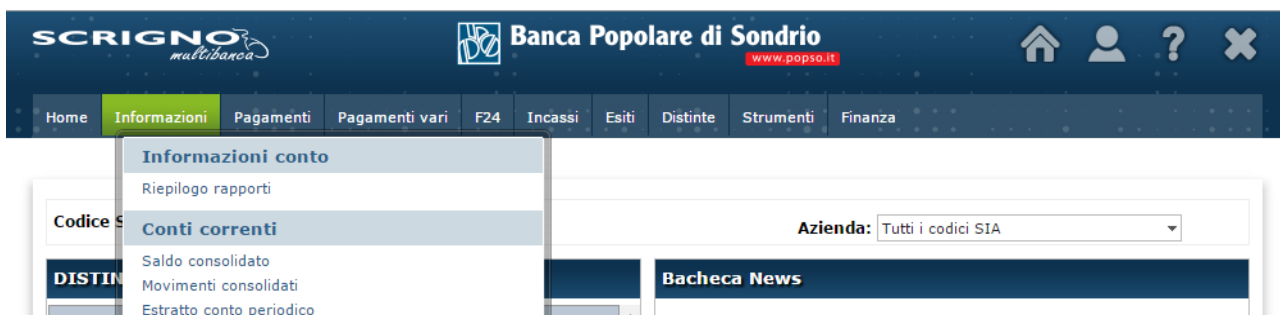 SCRIGNO
multibanca
Banca Popolare di Sondrio
www.popso.it
?
Home Informazioni Pagamenti Pagamenti vari F24 Incassi Esiti Distinte Strumenti Finanza
Informazioni conto
Riepilogo rapporti
Codice S
Conti correnti
Azienda: Tutti i codici SIA
Saldo consolidato
DISTIN
Bacheca News
Movimenti consolidati
Estratto conto periodico